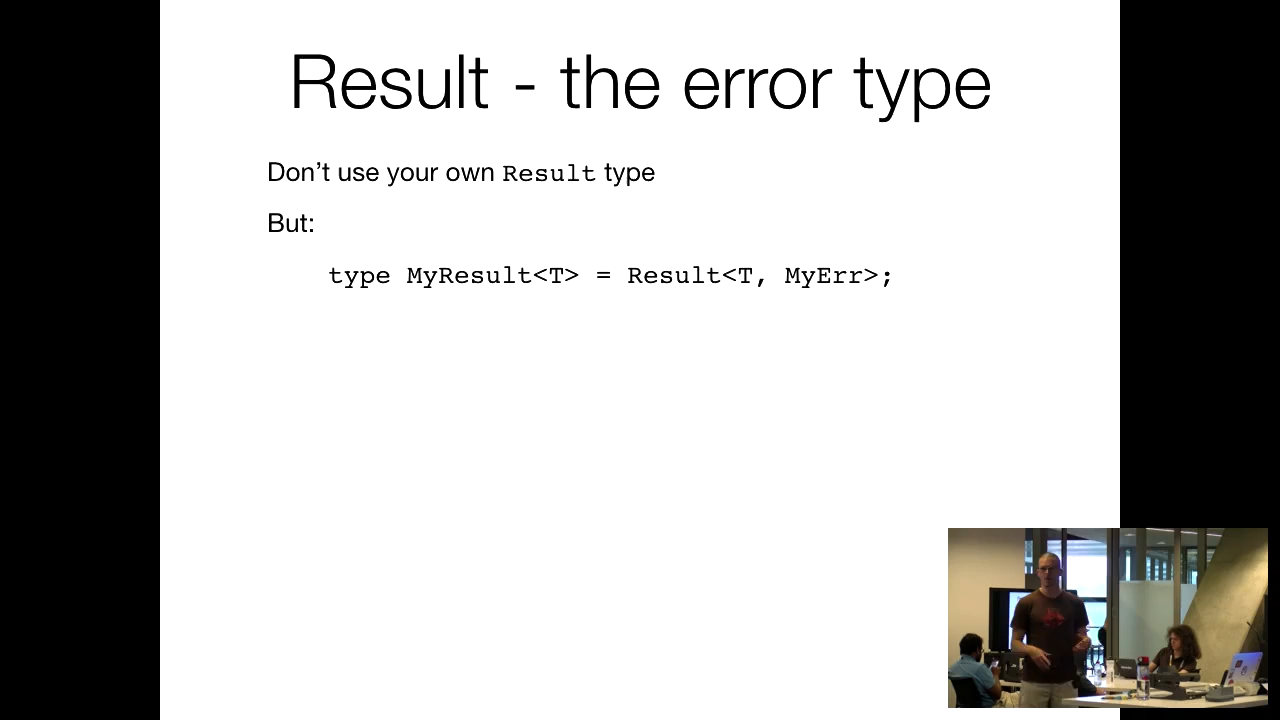 Result - the error type
Don’t use your own Result type
But:
type MyResult<T> = Result<T, MyErr>;